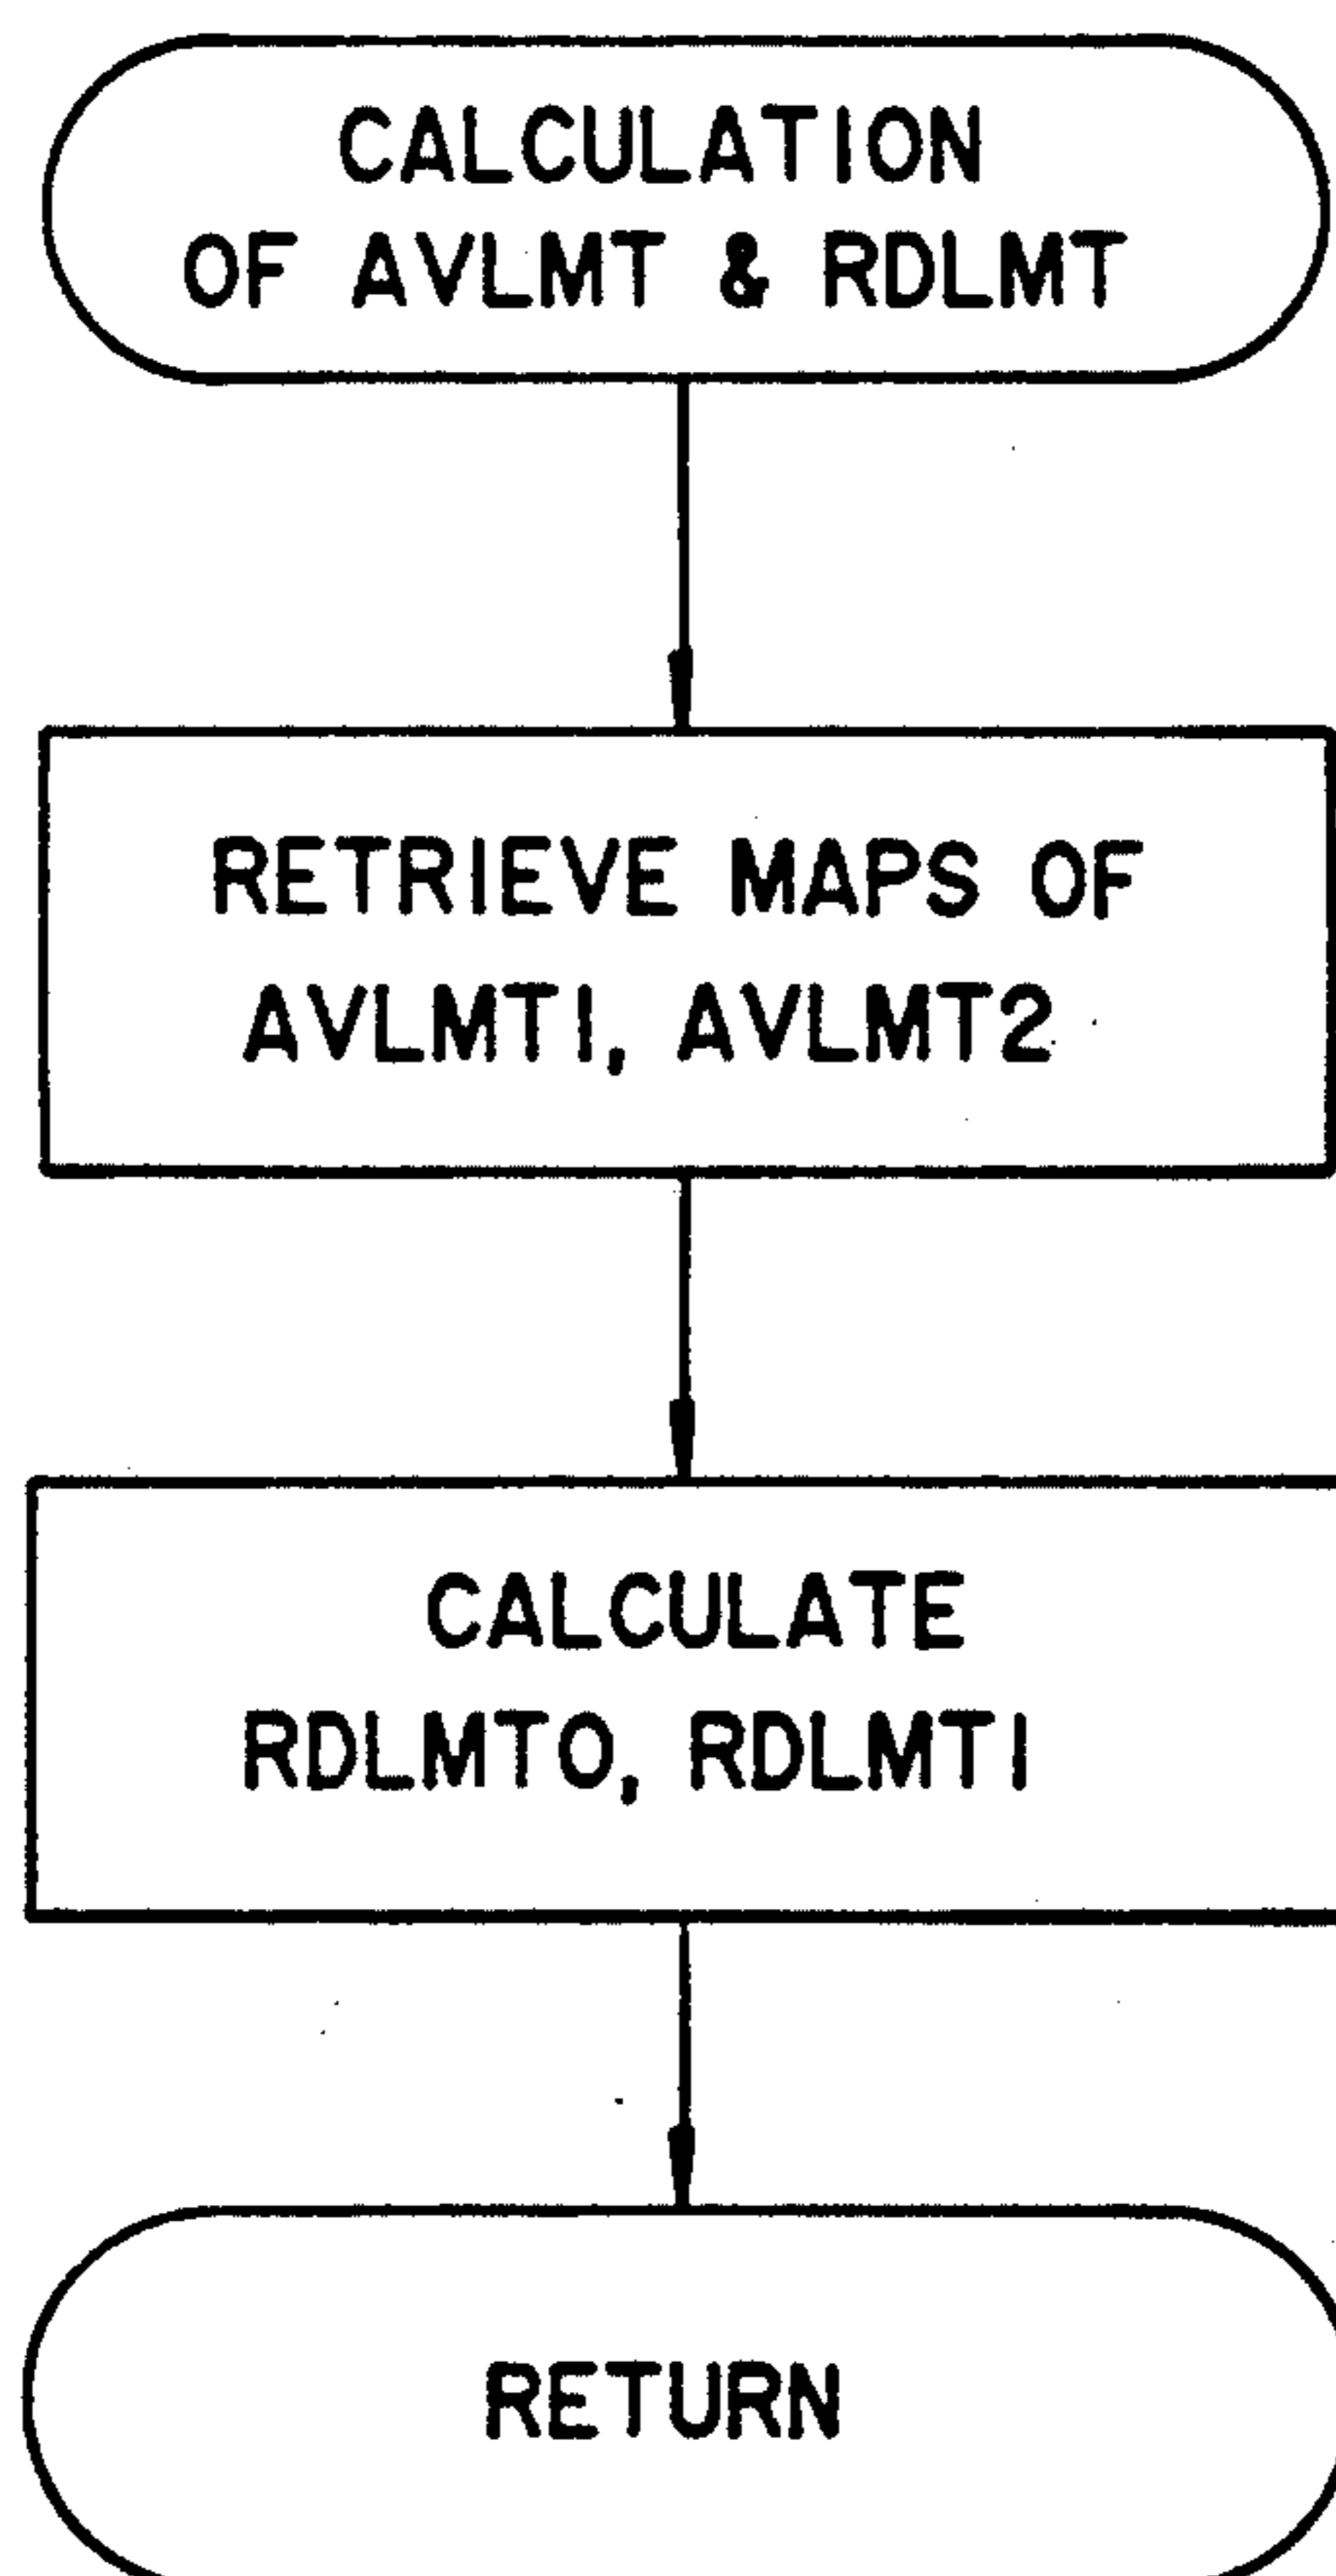 CALCULATION
OF AVLMT & RDLMT
RETRIEVE MAPS OF
AVLMT1, AVLMT2
CALCULATE
RDLMT0, RDLMT1
RETURN